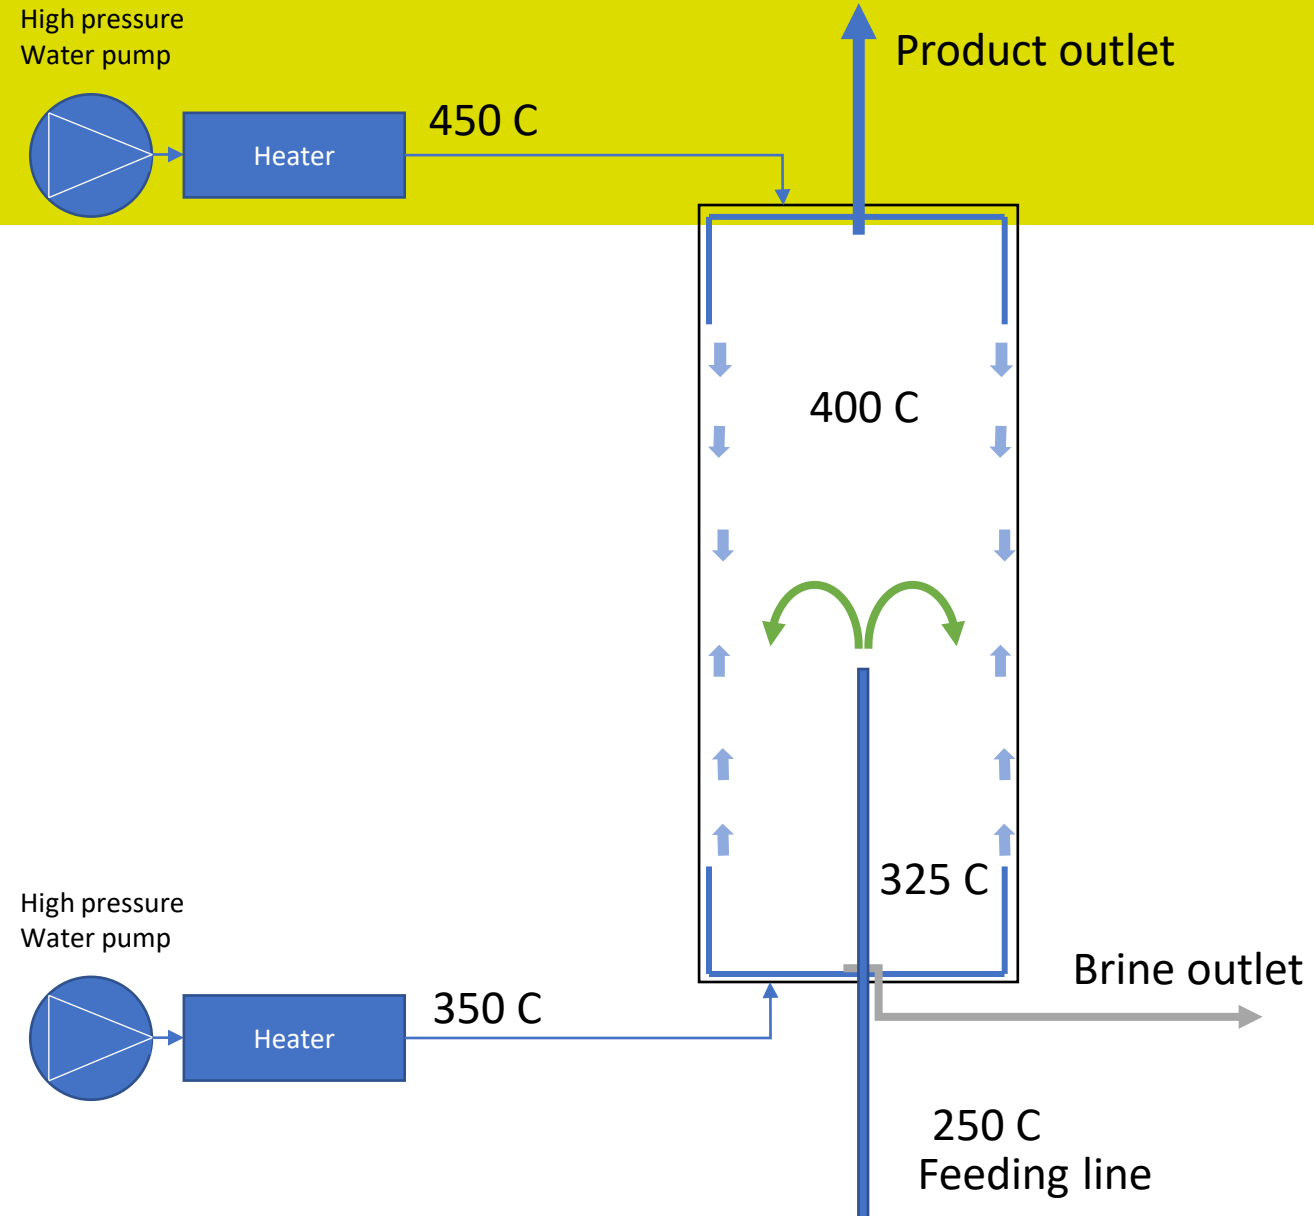 High pressure
Water pump
Product outlet
450 C
Heater
400 C
325 C
High pressure
Water pump
Brine outlet
350 C
Heater
250 C
Feeding line